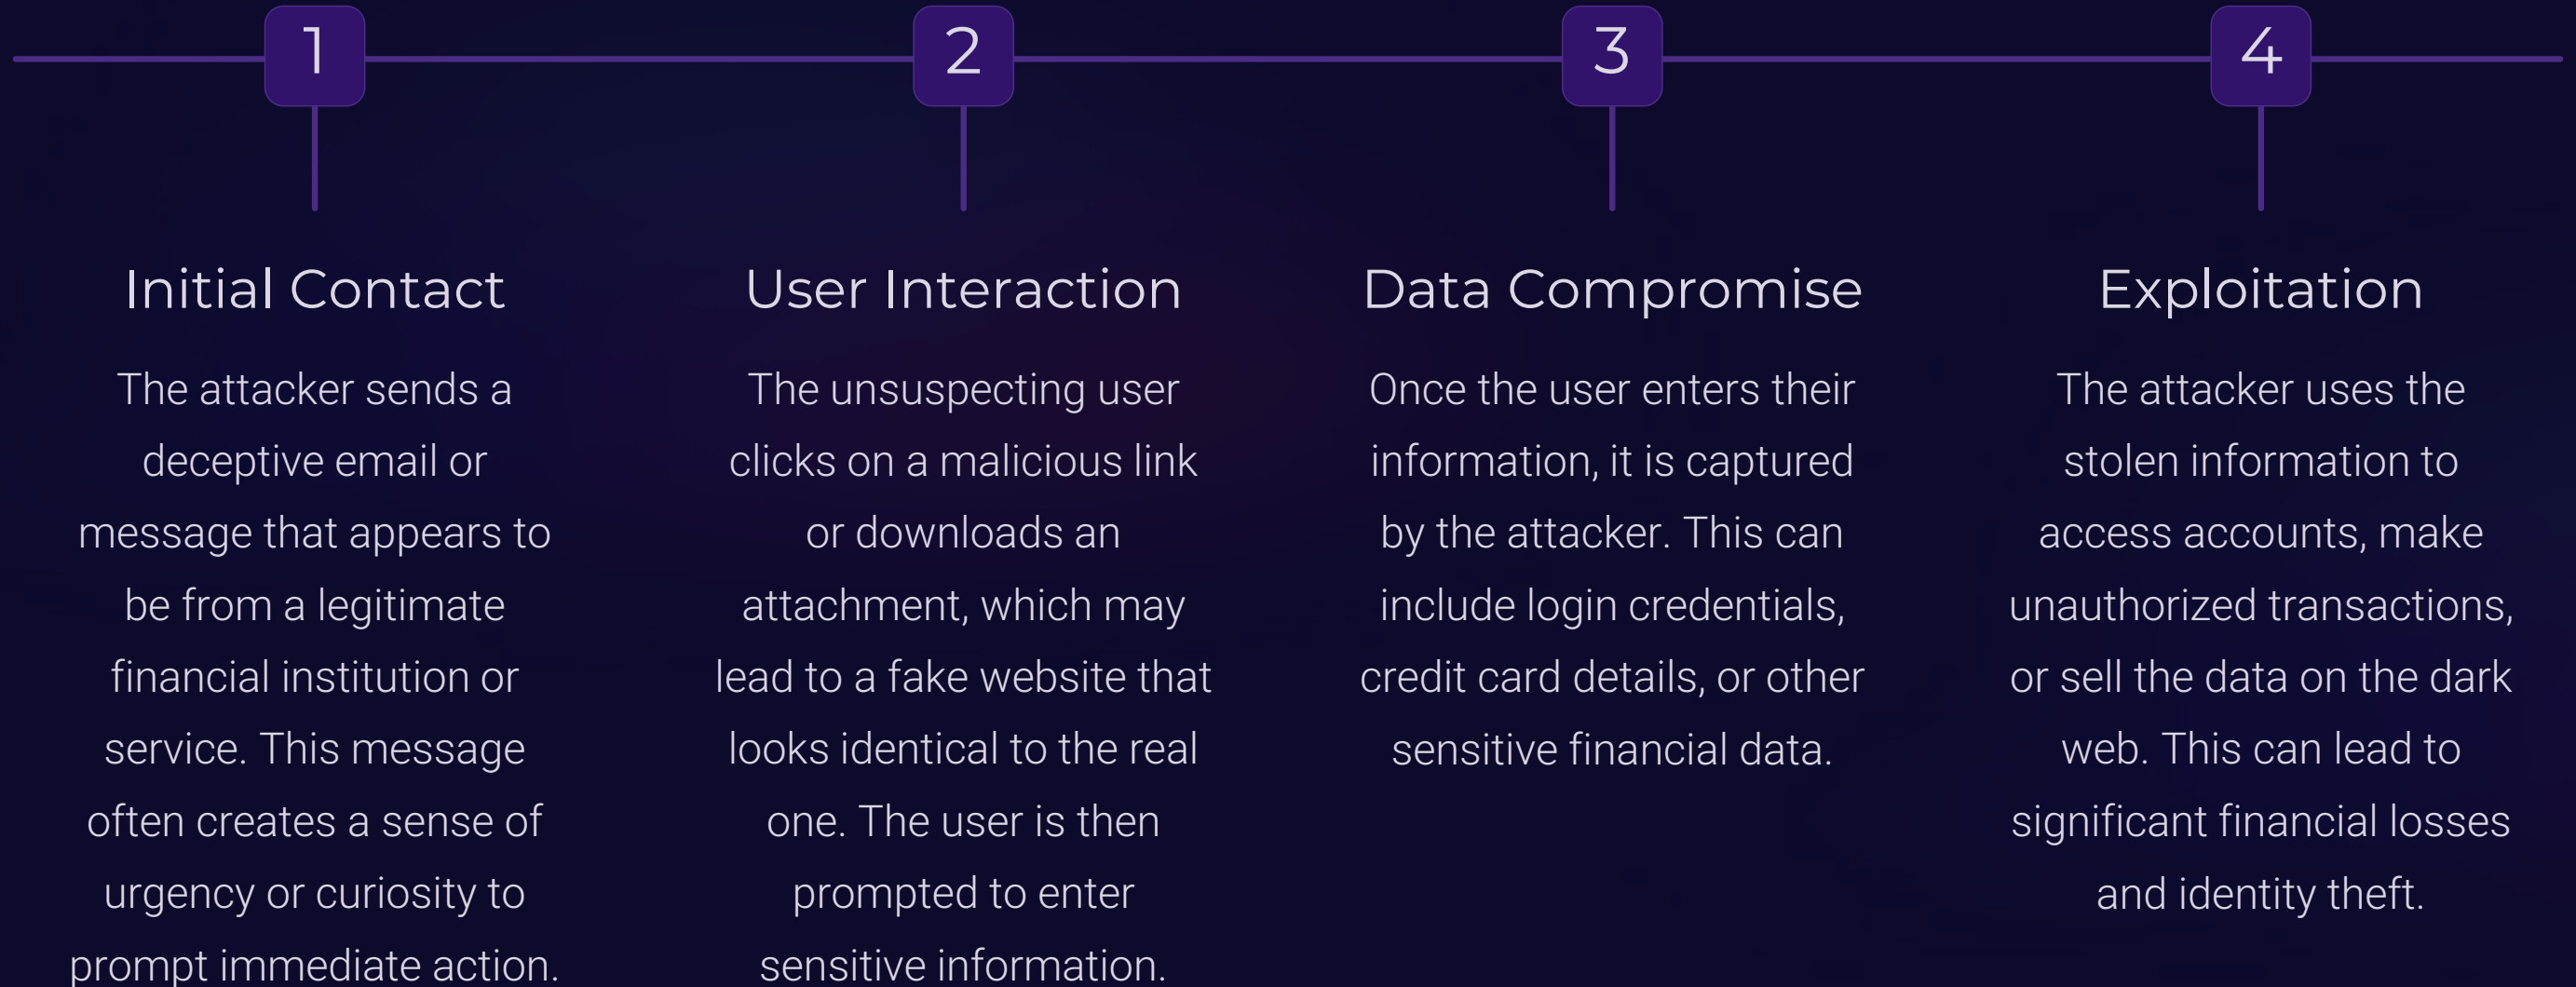 1
2
3
4
Initial Contact
The attacker sends a
deceptive email or
message that appears to
be from a legitimate
financial institution or
service. This message
often creates a sense of
urgency or curiosity to
prompt immediate action.
User Interaction
The unsuspecting user
clicks on a malicious link
or downloads an
attachment, which may
lead to a fake website that
looks identical to the real
one. The user is then
prompted to enter
sensitive information.
Data Compromise
Once the user enters their
information, it is captured
by the attacker. This can
include login credentials,
credit card details, or other
sensitive financial data.
Exploitation
The attacker uses the
stolen information to
access accounts, make
unauthorized transactions,
or sell the data on the dark
web. This can lead to
significant financial losses
and identity theft.